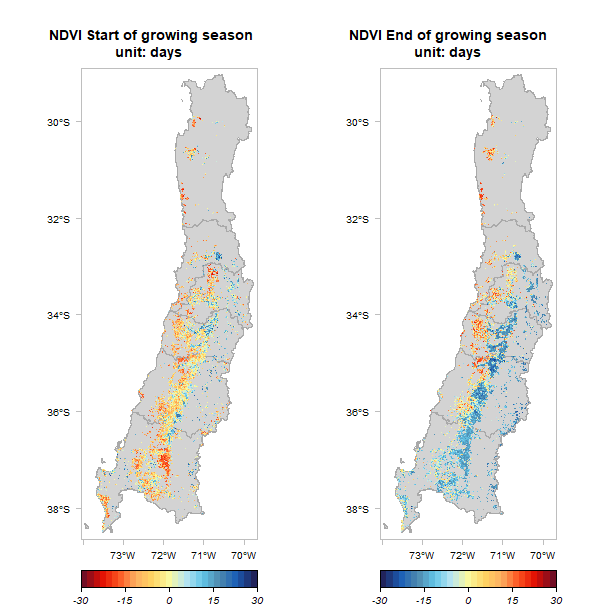 NDVI Start of growing season
unit: days
30°S
32°S
34°S
36°S
38°S
73°W 72°W 71°W 70°W
-30 -15 0 15 30
NDVI End of growing season
unit: days
30°S
32°S
34°S
36°S
38°S
73°W 72°W 71°W 70°W
-30 -15 0 15 30